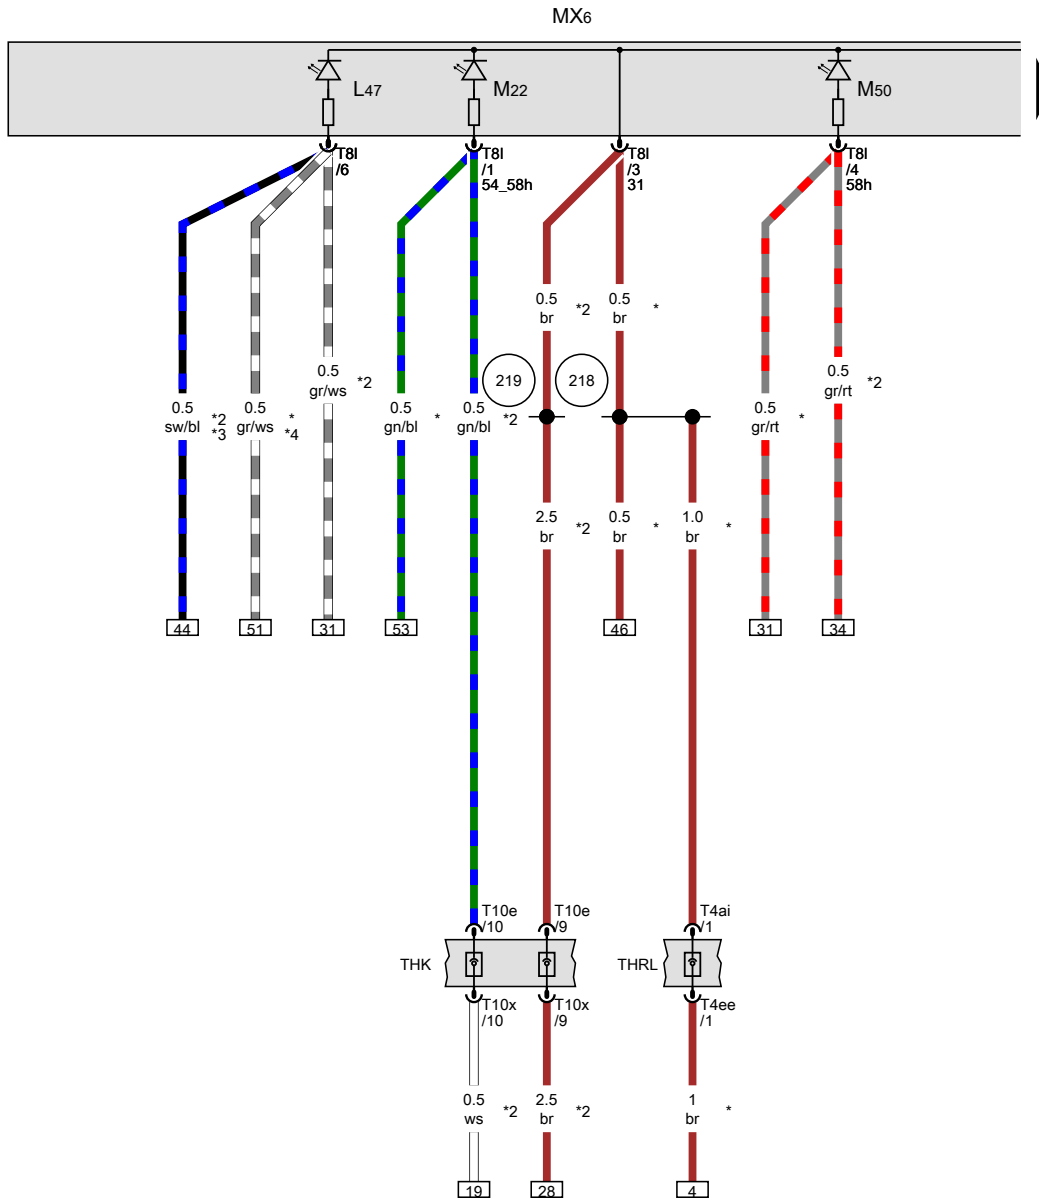 MX6
L47
M22
M50
T8l
/6
T8l
/1
54_58h
T8l
/3
31
T8l
/4
58h
0.5
br
*2
0.5
br
*
0.5
gr/ws
*2
219
218
0.5
gr/rt
*2
0.5
sw/bl
*2
*3
0.5
gr/ws
*
*4
0.5
gn/bl
*
0.5
gn/bl
*2
0.5
gr/rt
*
2.5
br
*2
0.5
br
*
1.0
br
*
44
51
31
53
46
31
34
T10e
/10
T10e
/9
T4ai
/1
THK
THRL
T10x
/10
T10x
/9
T4ee
/1
0.5
ws
*2
2.5
br
*2
1
br
*
19
28
4